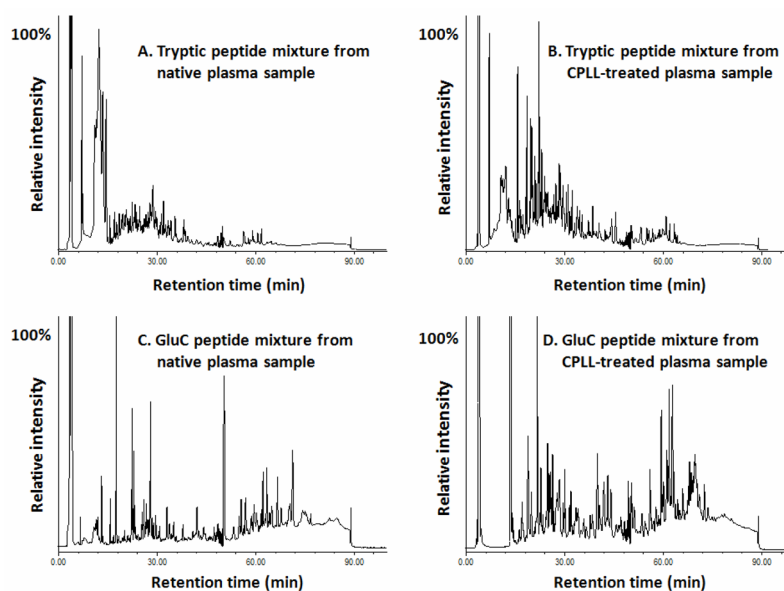 100%
A. Tryptic peptide mixture from
native plasma sample
Relative intensity
0.00 30.00 60.00 90.00
Retention time (min)
100%
B. Tryptic peptide mixture from
CPLL-treated plasma sample
Relative intensity
0.00 30.00 60.00 90.00
Retention time (min)
100%
C. GluC peptide mixture from
native plasma sample
Relative intensity
0.00 30.00 60.00 90.00
Retention time (min)
100%
D. GluC peptide mixture from
CPLL-treated plasma sample
Relative intensity
0.00 30.00 60.00 90.00
Retention time (min)